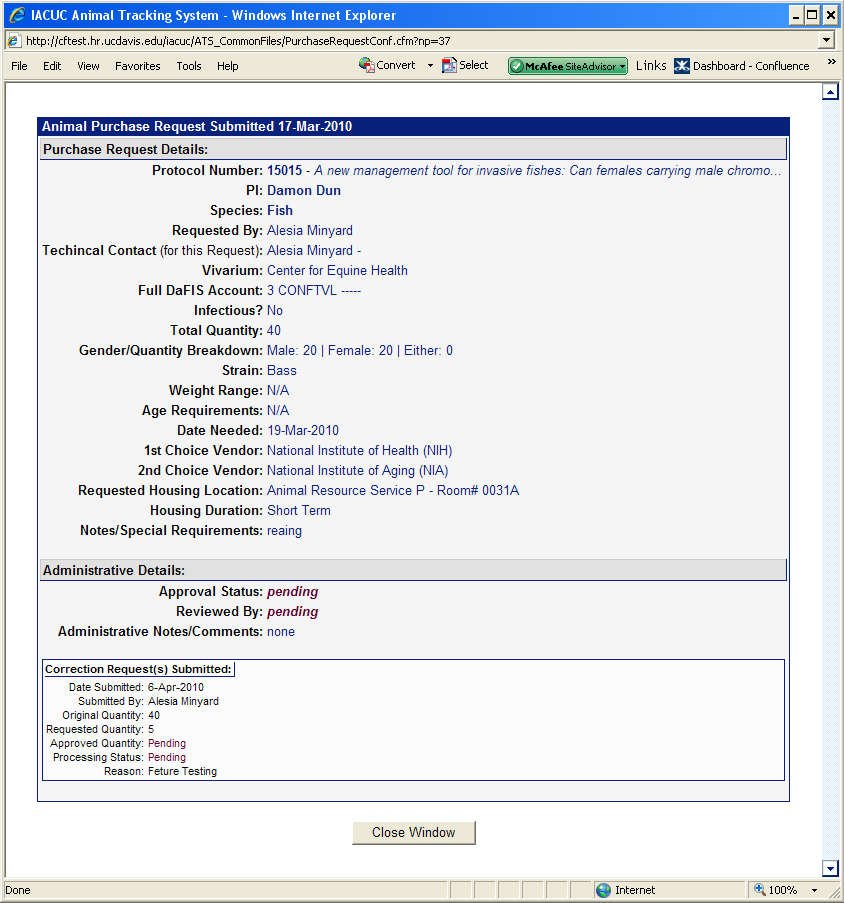 IACUC Animal Tracking System - Windows Internet Explorer
http://cftest.hr.ucdavis.edu/iacuc/ATS_CommonFiles/PurchaseRequestConf.cfm?np=37
File Edit View Favorites Tools Help Convert Select McAfee SiteAdvisor Links Dashboard - Confluence »
Animal Purchase Request Submitted 17-Mar-2010
Purchase Request Details:
Protocol Number: 15015 - A new management tool for invasive fishes: Can females carrying male chromo...
PI: Damon Dun
Species: Fish
Requested By: Alesia Minyard
Techincal Contact (for this Request): Alesia Minyard -
Vivarium: Center for Equine Health
Full DaFIS Account: 3 CONFTVL -----
Infectious? No
Total Quantity: 40
Gender/Quantity Breakdown: Male: 20 | Female: 20 | Either: 0
Strain: Bass
Weight Range: N/A
Age Requirements: N/A
Date Needed: 19-Mar-2010
1st Choice Vendor: National Institute of Health (NIH)
2nd Choice Vendor: National Institute of Aging (NIA)
Requested Housing Location: Animal Resource Service P - Room# 0031A
Housing Duration: Short Term
Notes/Special Requirements: reaing
Administrative Details:
Approval Status: pending
Reviewed By: pending
Administrative Notes/Comments: none
Correction Request(s) Submitted:
Date Submitted: 6-Apr-2010
Submitted By: Alesia Minyard
Original Quantity: 40
Requested Quantity: 5
Approved Quantity: Pending
Processing Status: Pending
Reason: Feture Testing
Close Window
Done Internet 100%